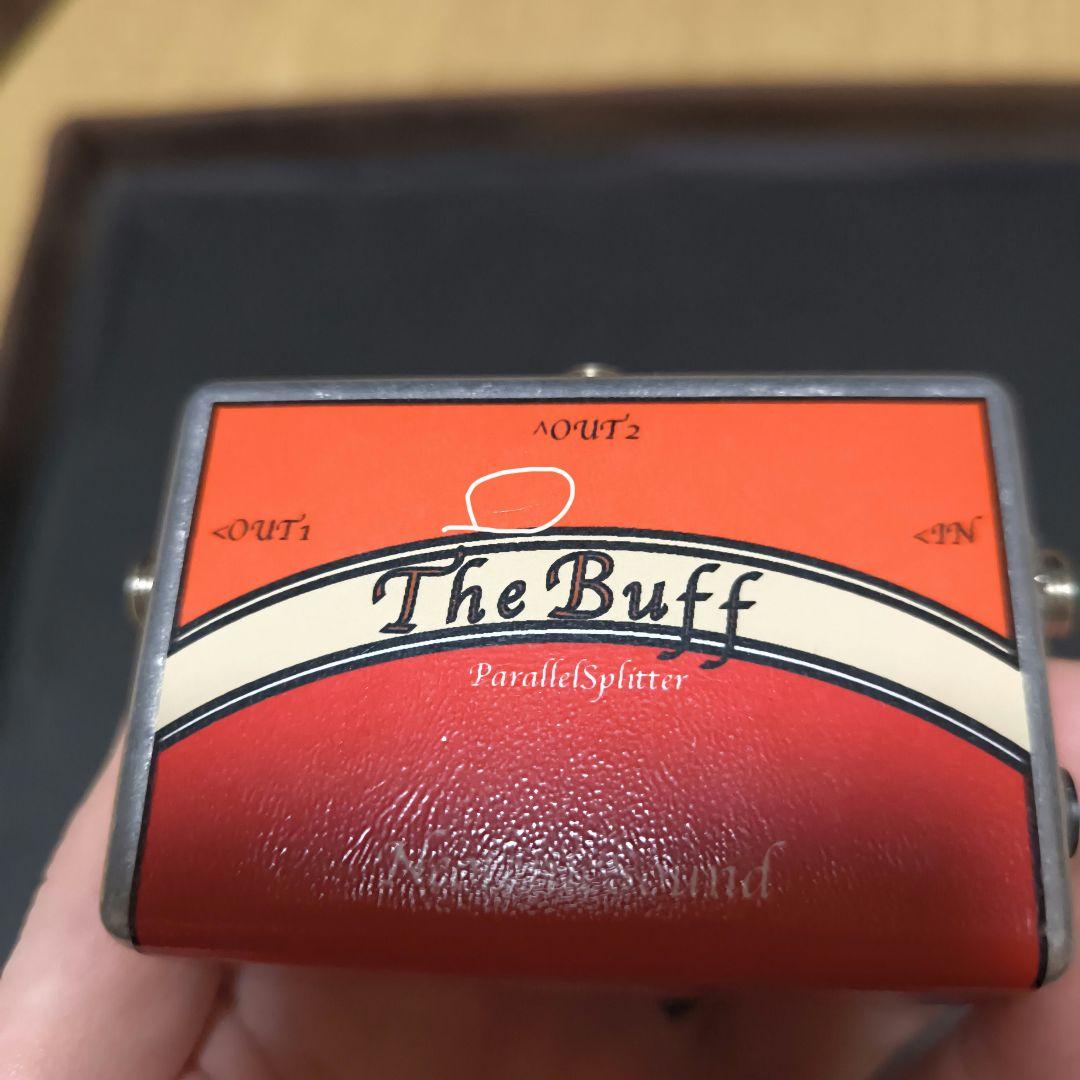 ^OUT2
<OUT1
<IN
The Buff
ParallelSplitter